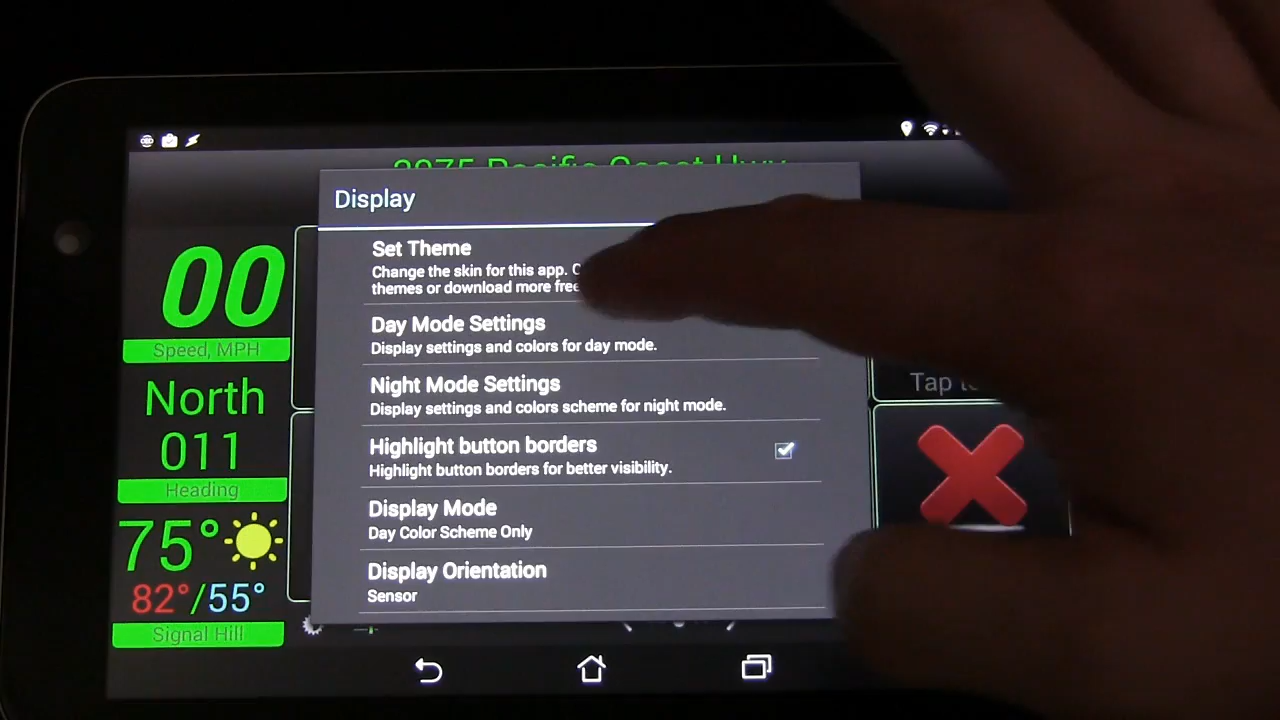 Display
Set Theme
Change the skin for this app.
themes or download more free
Day Mode Settings
Display settings and colors for day mode.
Night Mode Settings
Display settings and colors scheme for night mode.
Highlight button borders
Highlight button borders for better visibility.
Display Mode
Day Color Scheme Only
Display Orientation
Sensor
00
Speed, MPH
North
011
Heading
75°
82°/55°
Signal Hill
Tap